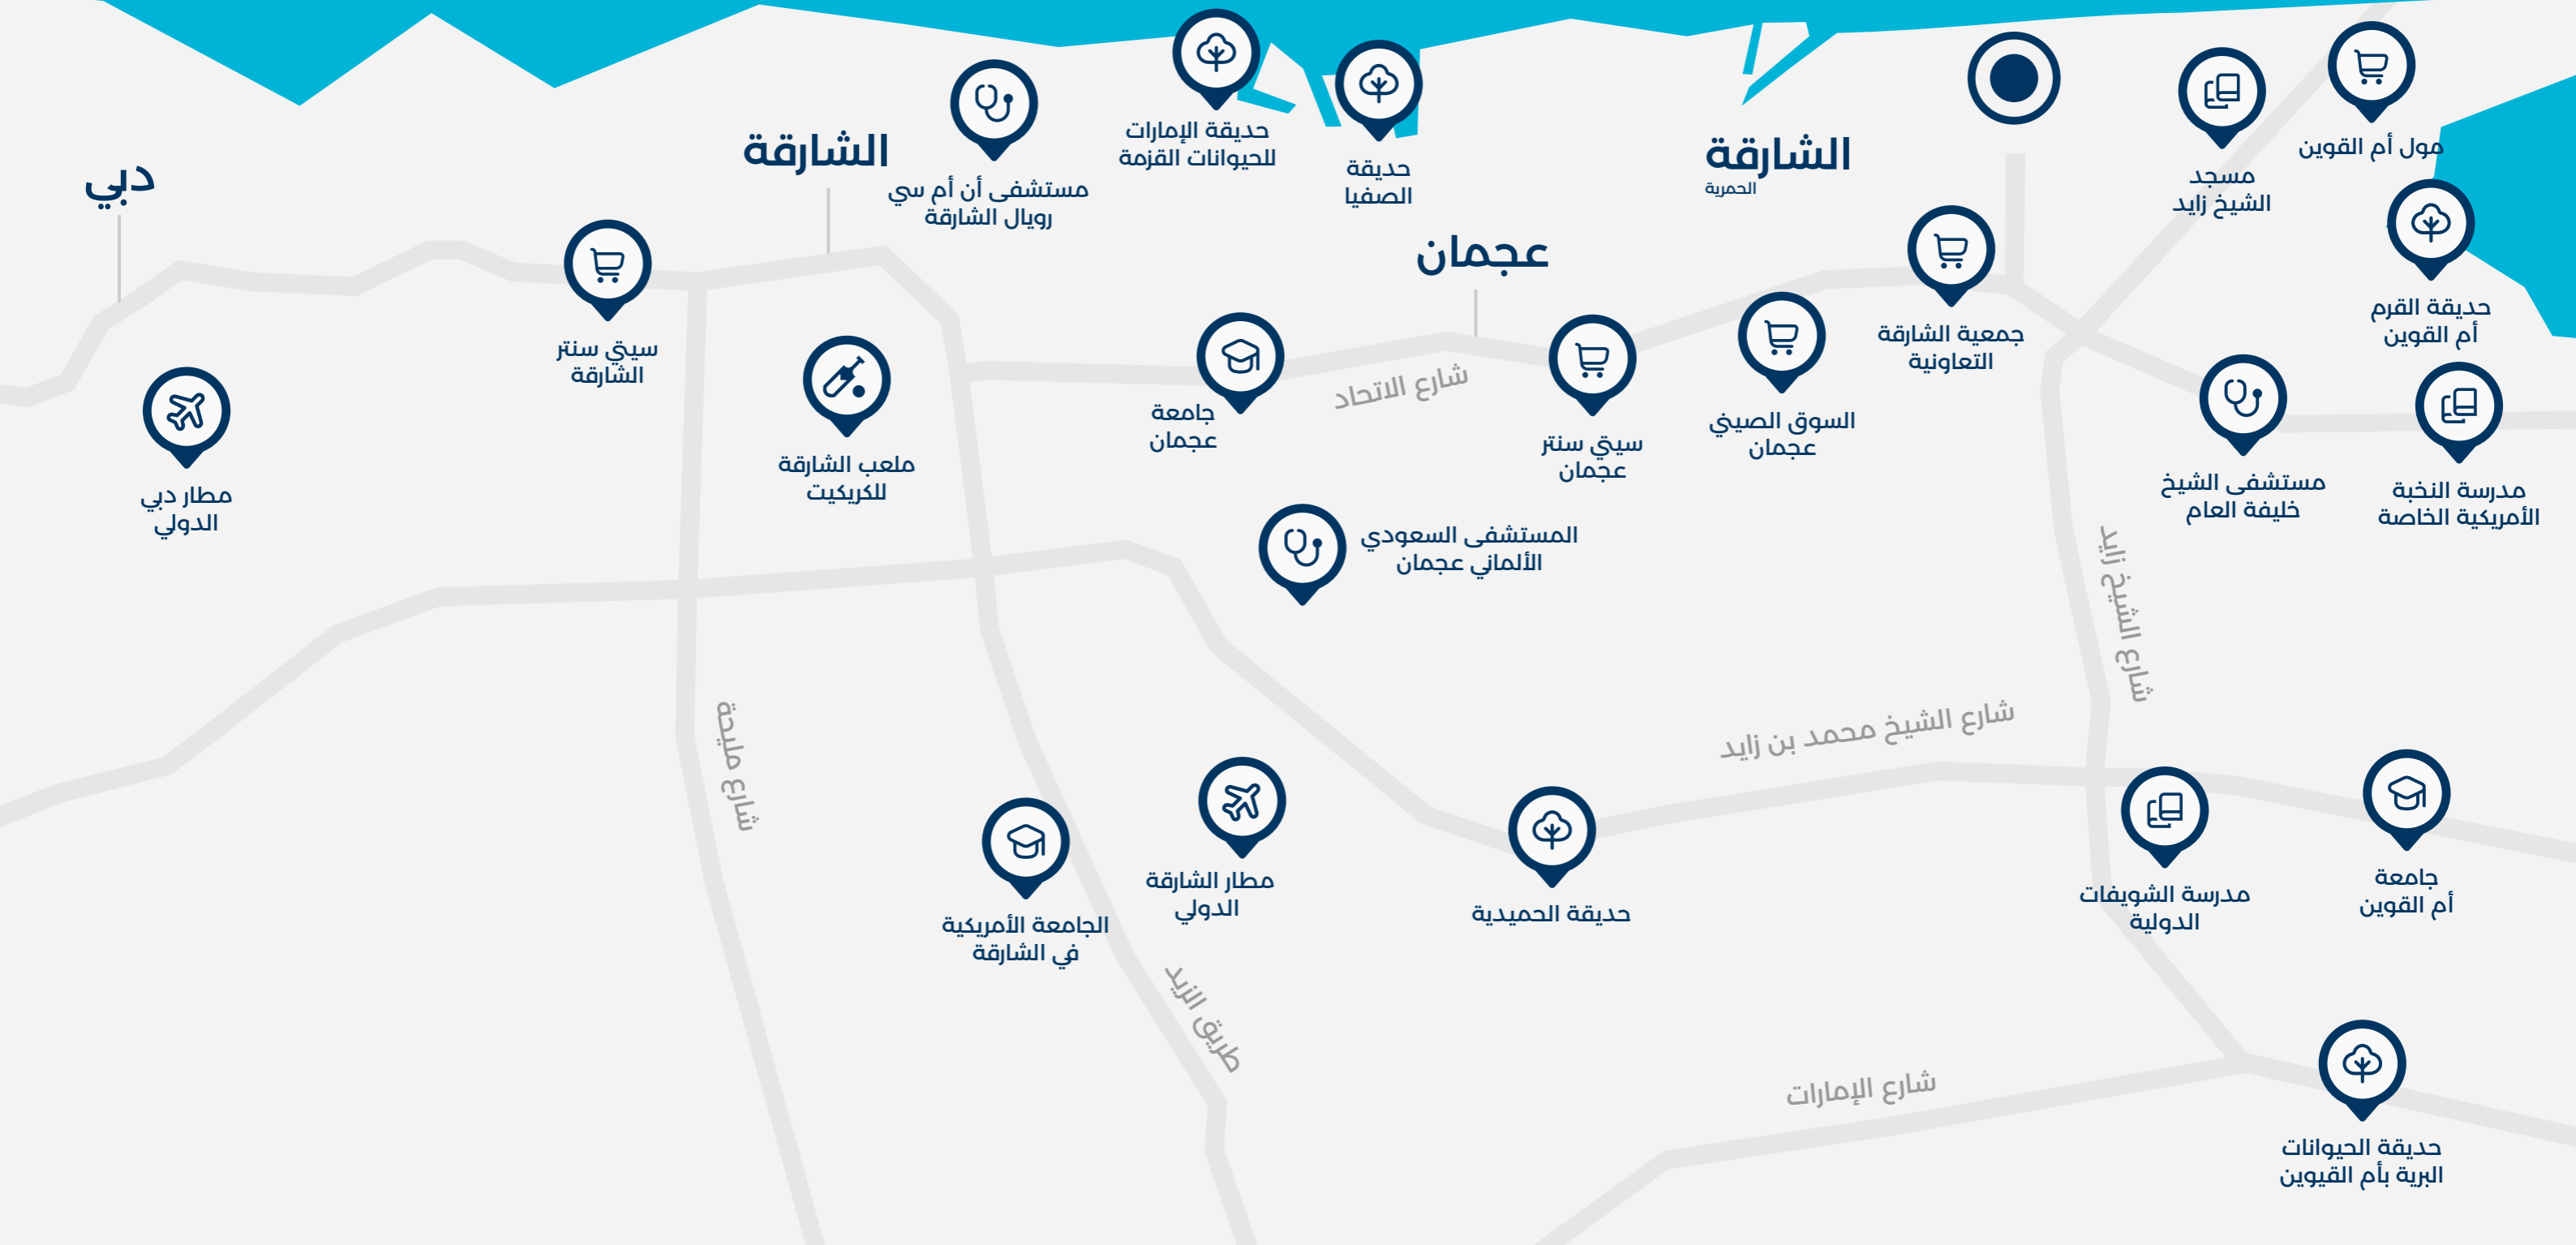 مول أم القوين
مسجد
الشيخ زايد
حديقة الإمارات
للحيوانات القزمة
حديقة
الصفيا
الشارقة
الحمرية
الشارقة
مستشفى أن أم سي
رويال الشارقة
دبي
عجمان
حديقة القرم
أم القوين
جمعية الشارقة
التعاونية
سيتي سنتر
الشارقة
شارع الاتحاد
السوق الصيني
عجمان
سيتي سنتر
عجمان
جامعة
عجمان
ملعب الشارقة
للكريكيت
مطار دبي
الدولي
مدرسة النخبة
الأمريكية الخاصة
مستشفى الشيخ
خليفة العام
المستشفى السعودي
الألماني عجمان
شارع الشيخ زايد
شارع الشيخ محمد بن زايد
شارع مليحة
جامعة
أم القوين
مدرسة الشويفات
الدولية
حديقة الحميدية
مطار الشارقة
الدولي
الجامعة الأمريكية
في الشارقة
طريق الزيد
شارع الإمارات
حديقة الحيوانات
البرية بأم القيوين